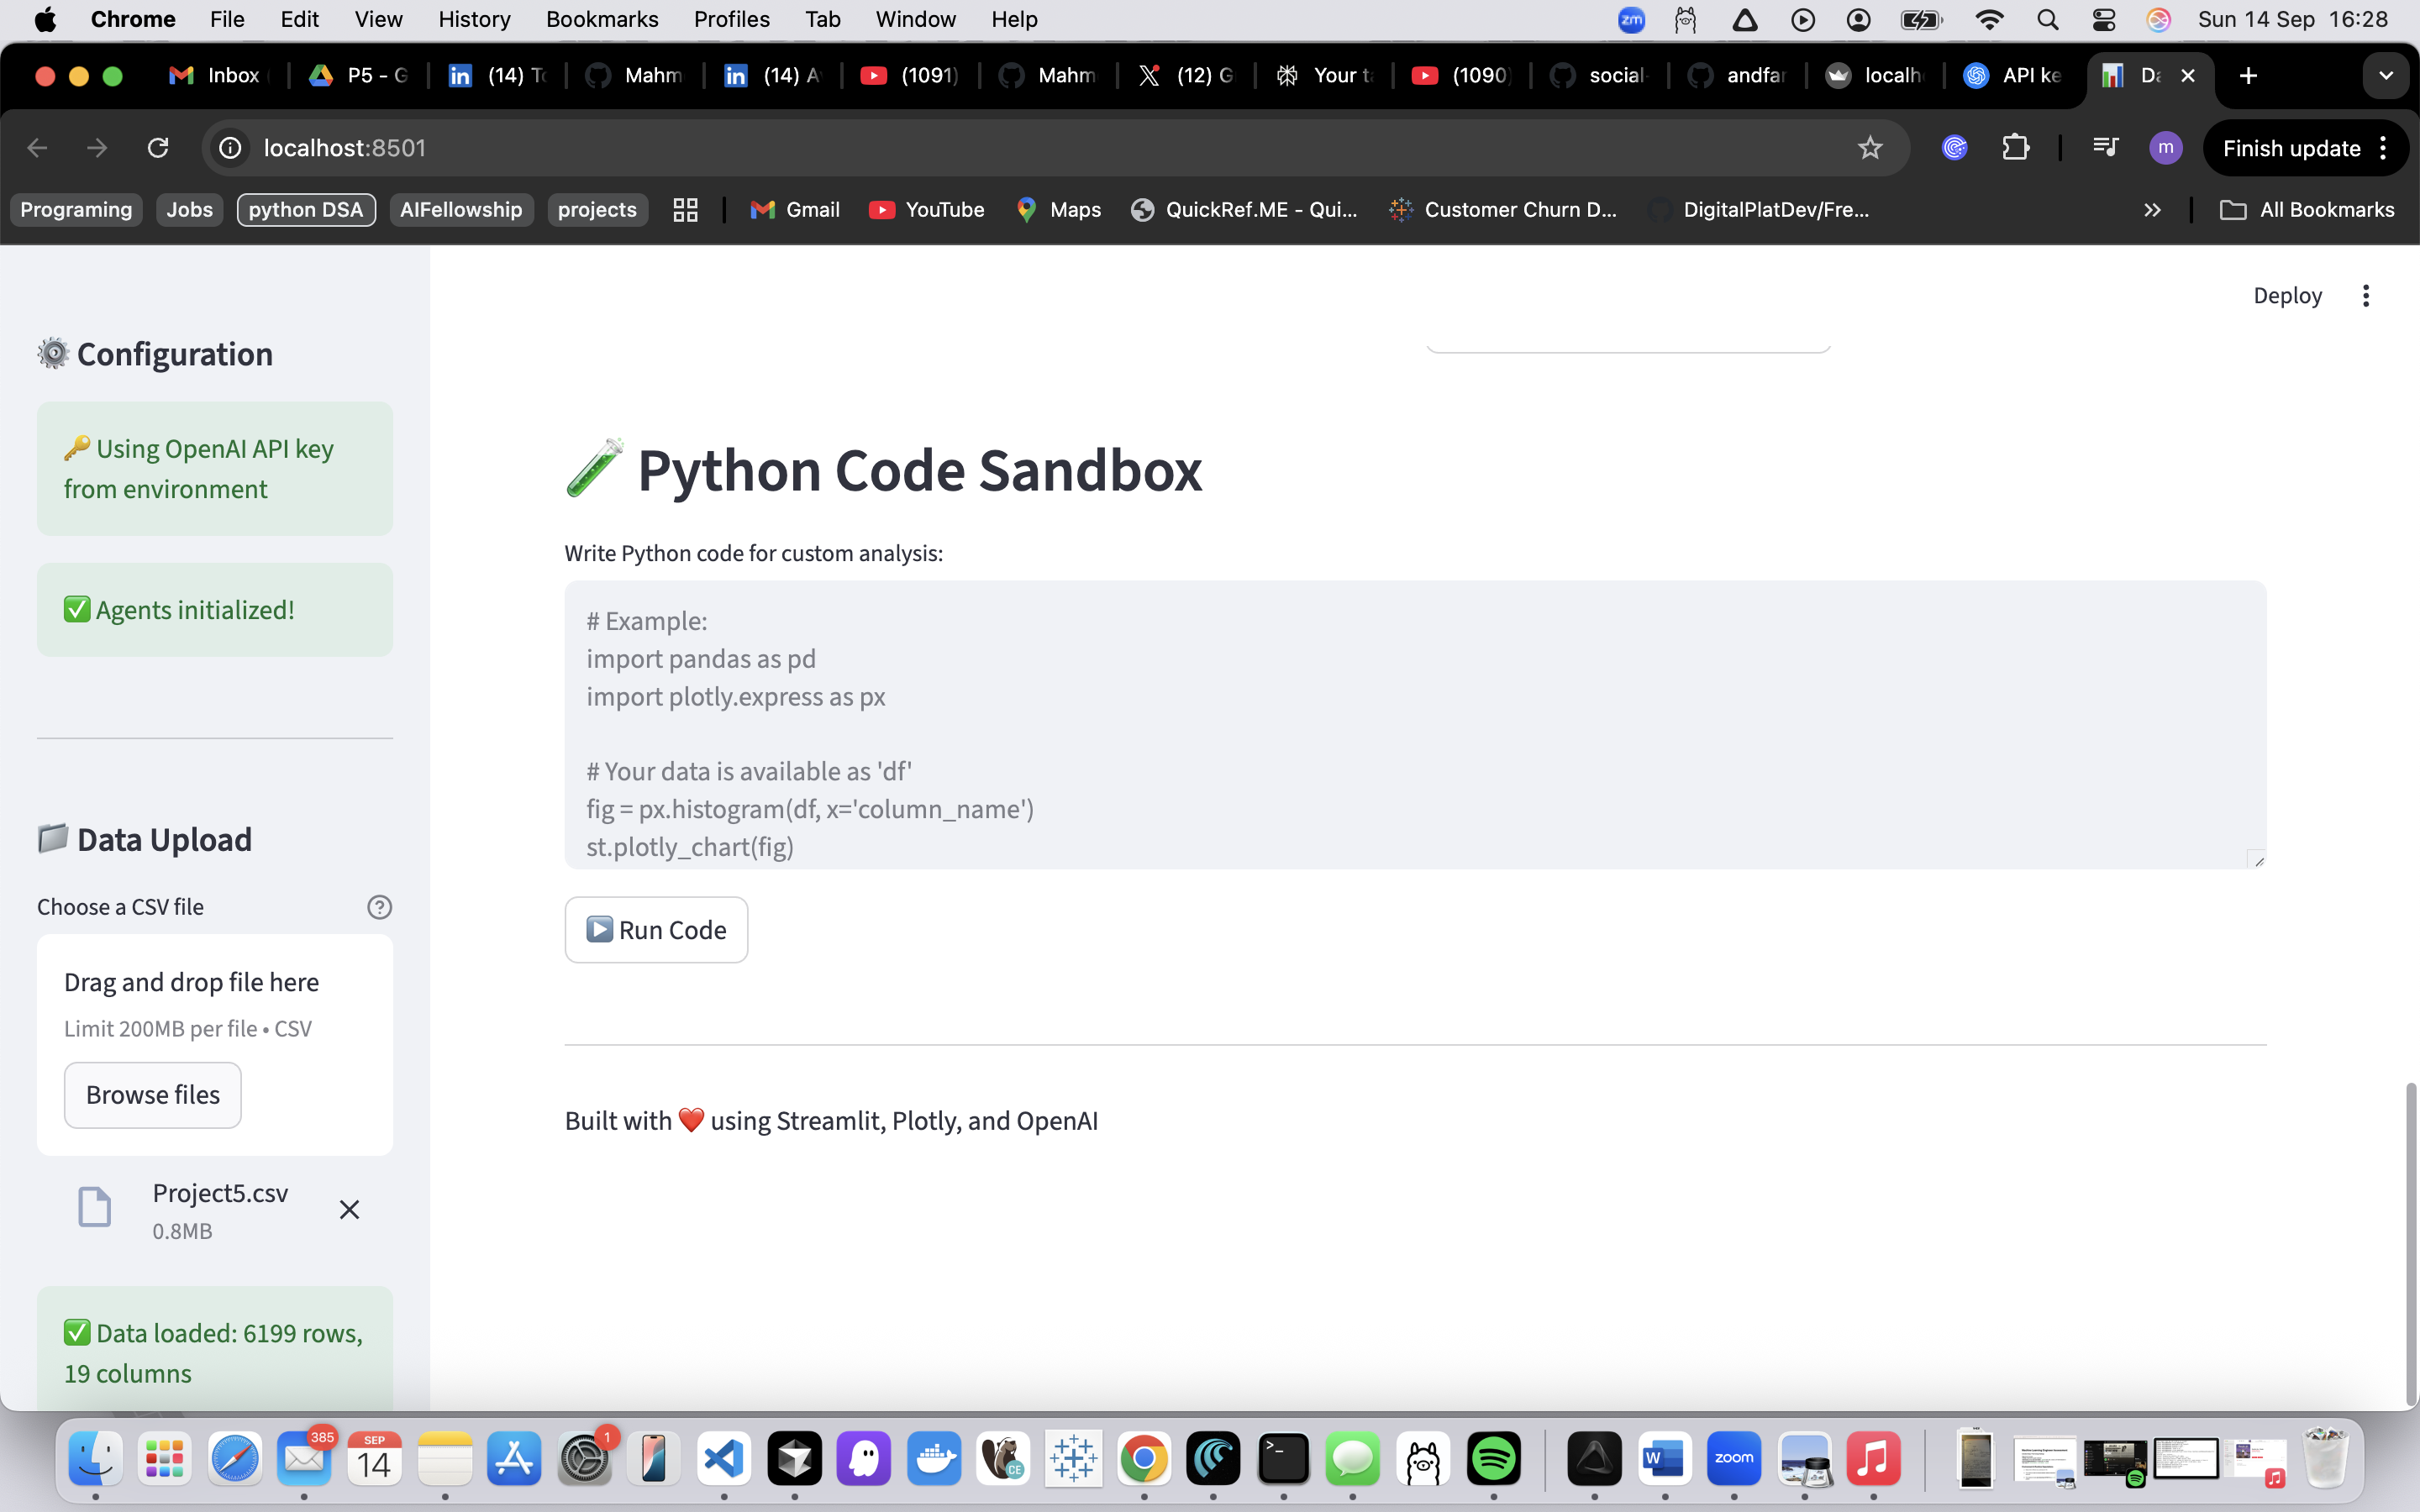 Chrome File Edit View History Bookmarks Profiles Tab Window Help zm Sun 14 Sep 16:28
Inbox P5 - G in (14) To Mahm in (14) A (1091) Mahm (12) G Your ta (1090) social- andfar localh API ke Da
localhost:8501 m Finish update
Programing Jobs python DSA AIFellowship projects Gmail YouTube Maps QuickRef.ME - Qui... Customer Churn D... DigitalPlatDev/Fre... All Bookmarks
Deploy
Configuration
Using OpenAI API key
from environment
Agents initialized!
Data Upload
Choose a CSV file
Drag and drop file here
Limit 200MB per file • CSV
Browse files
Project5.csv
0.8MB
Data loaded: 6199 rows,
19 columns
Python Code Sandbox
Write Python code for custom analysis:
# Example:
import pandas as pd
import plotly.express as px
# Your data is available as 'df'
fig = px.histogram(df, x='column_name')
st.plotly_chart(fig)
Run Code
Built with ❤️ using Streamlit, Plotly, and OpenAI
385
SEP
14
1
CE
W
zoom